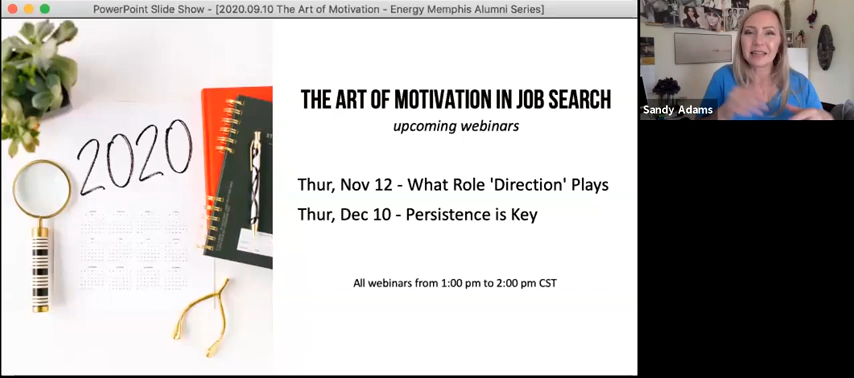 PowerPoint Slide Show - [2020.09.10 The Art of Motivation - Energy Memphis Alumni Series]
2020
THE ART OF MOTIVATION IN JOB SEARCH
upcoming webinars
Thur, Nov 12 - What Role 'Direction' Plays
Thur, Dec 10 - Persistence is Key
All webinars from 1:00 pm to 2:00 pm CST
Sandy Adams